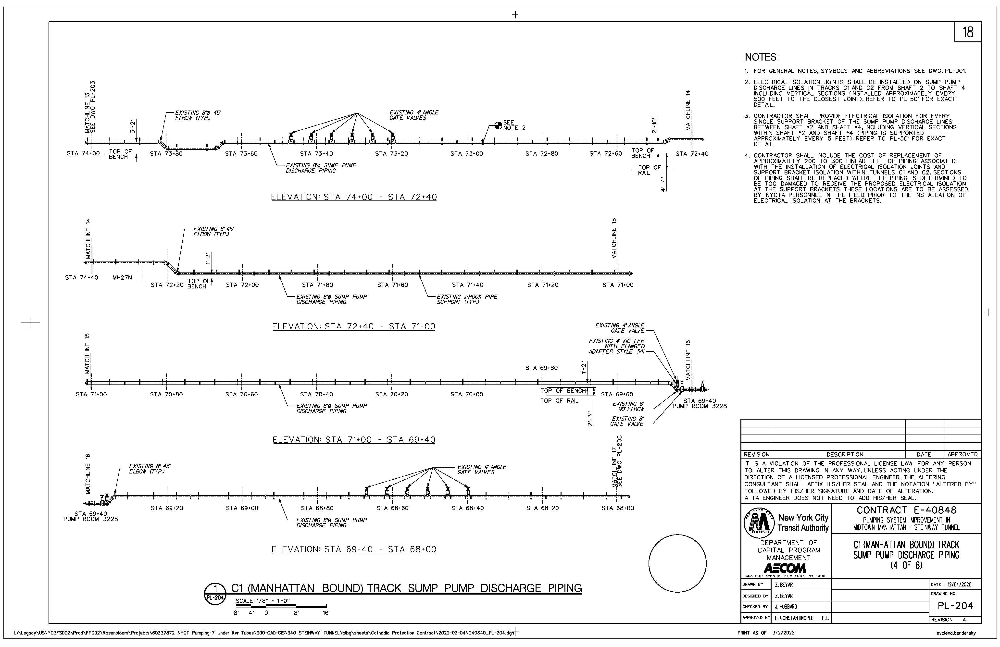 18
NOTES:
1. FOR GENERAL NOTES, SYMBOLS AND ABBREVIATIONS SEE DWG. PL-001.
2. ELECTRICAL ISOLATION JOINTS SHALL BE INSTALLED ON SUMP PUMP
DISCHARGE LINES IN TRACKS C1 AND C2 FROM SHAFT 2 TO SHAFT 4
INCLUDING VERTICAL SECTIONS (INSTALLED APPROXIMATELY EVERY
500 FEET TO THE CLOSEST JOINT). REFER TO PL-501 FOR EXACT
DETAIL.
3. CONTRACTOR SHALL PROVIDE ELECTRICAL ISOLATION FOR EVERY
SINGLE SUPPORT BRACKET OF THE SUMP PUMP DISCHARGE LINES
BETWEEN SHAFT #2 AND SHAFT #4, INCLUDING VERTICAL SECTIONS
WITHIN SHAFT #2 AND SHAFT #4 (PIPING IS SUPPORTED
APPROXIMATELY EVERY 5 FEET). REFER TO PL-501 FOR EXACT
DETAIL.
4. CONTRACTOR SHALL INCLUDE THE COST OF REPLACEMENT OF
APPROXIMATELY 200 TO 300 LINEAR FEET OF PIPING ASSOCIATED
WITH THE INSTALLATION OF ELECTRICAL ISOLATION JOINTS AND
SUPPORT BRACKET ISOLATION WITHIN TUNNELS C1 AND C2. SECTIONS
OF PIPING SHALL BE REPLACED WHERE THE PIPING IS DETERMINED TO
BE TOO DAMAGED TO RECEIVE THE PROPOSED ELECTRICAL ISOLATION
AT THE SUPPORT BRACKETS. THESE LOCATIONS ARE TO BE ASSESSED
BY NYCTA PERSONNEL IN THE FIELD PRIOR TO THE INSTALLATION OF
ELECTRICAL ISOLATION AT THE BRACKETS.
MATCHLINE 13
SEE DWG PL-203
3'-2"
EXISTING 8"ø 45°
ELBOW (TYP.)
EXISTING 4" ANGLE
GATE VALVES
SEE
NOTE 2
2'-10"
MATCHLINE 14
STA 74+00
TOP OF
BENCH
STA 73+80
STA 73+60
STA 73+40
STA 73+20
STA 73+00
STA 72+80
STA 72+60
TOP OF
BENCH
STA 72+40
TOP OF
RAIL
4'-7"
EXISTING 8"ø SUMP PUMP
DISCHARGE PIPING
ELEVATION: STA 74+00 - STA 72+40
MATCHLINE 14
EXISTING 8" 45°
ELBOW (TYP.)
1'-2"
MATCHLINE 15
STA 74+40
MH27N
STA 72+20
TOP OF
BENCH
STA 72+00
STA 71+80
STA 71+60
STA 71+40
STA 71+20
STA 71+00
EXISTING 8"ø SUMP PUMP
DISCHARGE PIPING
EXISTING J-HOOK PIPE
SUPPORT (TYP.)
ELEVATION: STA 72+40 - STA 71+00
MATCHLINE 15
EXISTING 4" ANGLE
GATE VALVE
EXISTING 4" VIC TEE
WITH FLANGED
ADAPTER STYLE 341
MATCHLINE 16
STA 69+80
1'-2"
STA 71+00
STA 70+80
STA 70+60
STA 70+40
STA 70+20
STA 70+00
TOP OF BENCH
TOP OF RAIL
STA 69+60
2'-3"
EXISTING 8"
90° ELBOW
EXISTING 8"
GATE VALVE
STA 69+40
PUMP ROOM 3228
EXISTING 8"ø SUMP PUMP
DISCHARGE PIPING
ELEVATION: STA 71+00 - STA 69+40
MATCHLINE 16
EXISTING 8" 45°
ELBOW (TYP.)
EXISTING 4" ANGLE
GATE VALVES
MATCHLINE 17
SEE DWG PL-205
STA 69+40
PUMP ROOM 3228
STA 69+20
STA 69+00
STA 68+80
STA 68+60
STA 68+40
STA 68+20
STA 68+00
EXISTING 8"ø SUMP PUMP
DISCHARGE PIPING
ELEVATION: STA 69+40 - STA 68+00
1
PL-204
C1 (MANHATTAN BOUND) TRACK SUMP PUMP DISCHARGE PIPING
SCALE: 1/8" = 1'-0"
8' 4' 0 8' 16'
REVISION DESCRIPTION DATE APPROVED
IT IS A VIOLATION OF THE PROFESSIONAL LICENSE LAW FOR ANY PERSON
TO ALTER THIS DRAWING IN ANY WAY, UNLESS ACTING UNDER THE
DIRECTION OF A LICENSED PROFESSIONAL ENGINEER. THE ALTERING
CONSULTANT SHALL AFFIX HIS/HER SEAL AND THE NOTATION "ALTERED BY"
FOLLOWED BY HIS/HER SIGNATURE AND DATE OF ALTERATION.
A TA ENGINEER DOES NOT NEED TO ADD HIS/HER SEAL.
NEW YORK CITY
TRANSIT
New York City
Transit Authority
DEPARTMENT OF
CAPITAL PROGRAM
MANAGEMENT
AECOM
605 3RD AVENUE, NEW YORK, NY 10158
CONTRACT E-40848
PUMPING SYSTEM IMPROVEMENT IN
MIDTOWN MANHATTAN - STEINWAY TUNNEL
C1 (MANHATTAN BOUND) TRACK
SUMP PUMP DISCHARGE PIPING
(4 OF 6)
DRAWN BY Z. BEYAR
DESIGNED BY Z. BEYAR
CHECKED BY J. HUBBARD
APPROVED BY F. CONSTANTINOPLE P.E.
DATE : 12/04/2020
DRAWING NO.
PL-204
REVISION A
L:\Legacy\USNYC3FS002\Prod\FP002\Rosenbloom\Projects\60337872 NYCT Pumping-7 Under Rvr Tubes\900-CAD-GIS\940 STEINWAY TUNNEL\plbg\sheets\Cathodic Protection Contract\2022-03-04\C40840_PL-204.dgn
PRINT AS OF 3/2/2022
evolena.bendersky